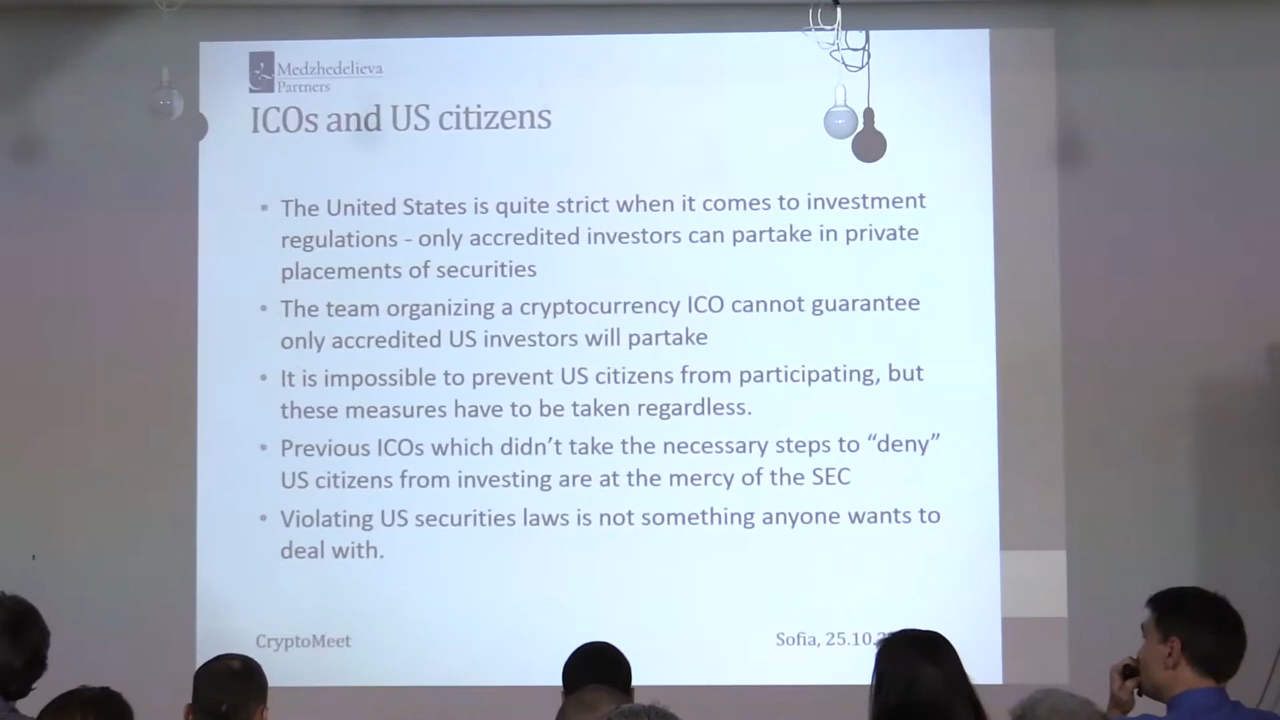 Medzhedelieva
Partners
ICOs and US citizens
• The United States is quite strict when it comes to investment
regulations - only accredited investors can partake in private
placements of securities
• The team organizing a cryptocurrency ICO cannot guarantee
only accredited US investors will partake
• It is impossible to prevent US citizens from participating, but
these measures have to be taken regardless.
• Previous ICOs which didn’t take the necessary steps to “deny”
US citizens from investing are at the mercy of the SEC
• Violating US securities laws is not something anyone wants to
deal with.
CryptoMeet
Sofia, 25.10.